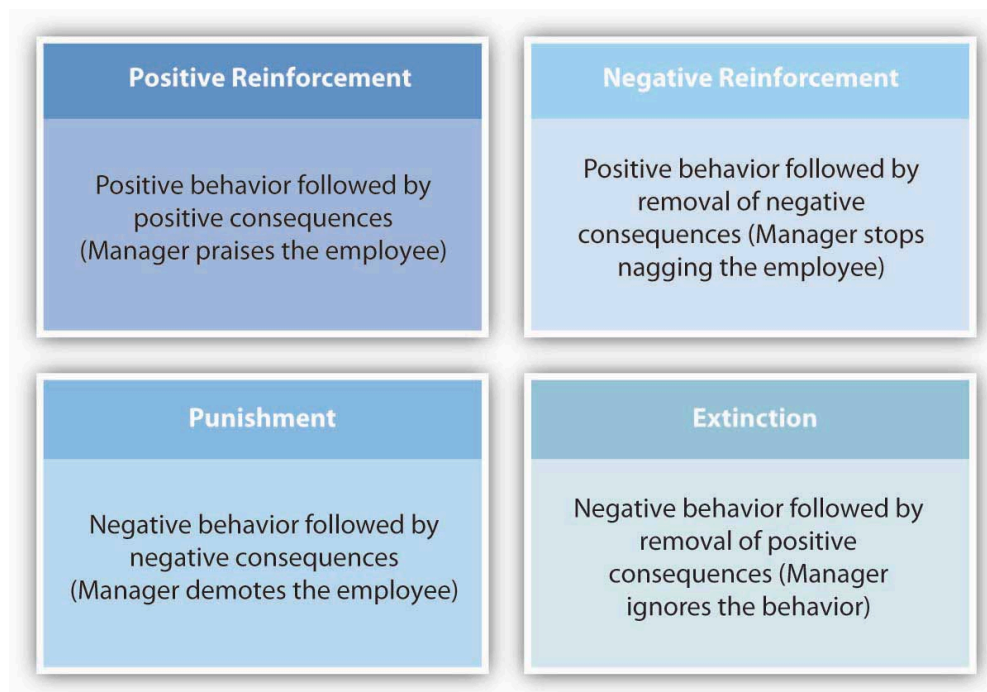 Positive Reinforcement
Positive behavior followed by
positive consequences
(Manager praises the employee)
Negative Reinforcement
Positive behavior followed by
removal of negative
consequences (Manager stops
nagging the employee)
Punishment
Negative behavior followed by
negative consequences
(Manager demotes the employee)
Extinction
Negative behavior followed by
removal of positive
consequences (Manager
ignores the behavior)